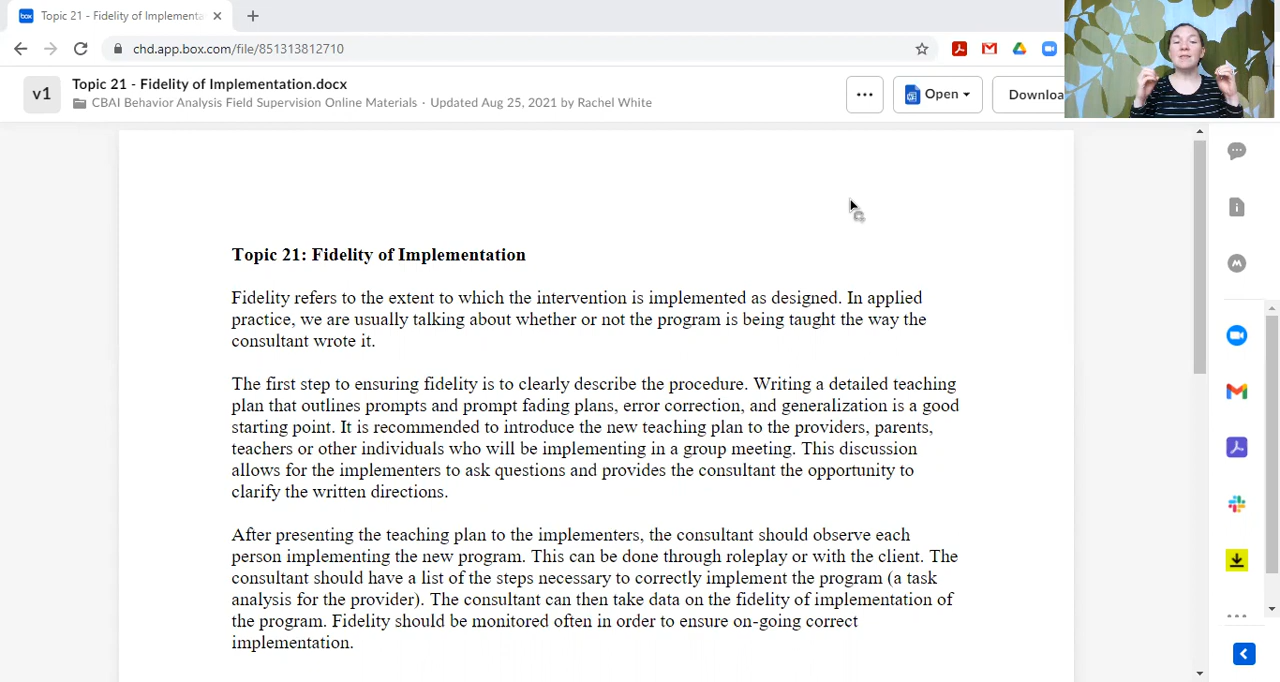 box Topic 21 - Fidelity of Implementa
chd.app.box.com/file/851313812710
v1
Topic 21 - Fidelity of Implementation.docx
CBAI Behavior Analysis Field Supervision Online Materials · Updated Aug 25, 2021 by Rachel White
Open
Downloa
Topic 21: Fidelity of Implementation
Fidelity refers to the extent to which the intervention is implemented as designed. In applied
practice, we are usually talking about whether or not the program is being taught the way the
consultant wrote it.
The first step to ensuring fidelity is to clearly describe the procedure. Writing a detailed teaching
plan that outlines prompts and prompt fading plans, error correction, and generalization is a good
starting point. It is recommended to introduce the new teaching plan to the providers, parents,
teachers or other individuals who will be implementing in a group meeting. This discussion
allows for the implementers to ask questions and provides the consultant the opportunity to
clarify the written directions.
After presenting the teaching plan to the implementers, the consultant should observe each
person implementing the new program. This can be done through roleplay or with the client. The
consultant should have a list of the steps necessary to correctly implement the program (a task
analysis for the provider). The consultant can then take data on the fidelity of implementation of
the program. Fidelity should be monitored often in order to ensure on-going correct
implementation.